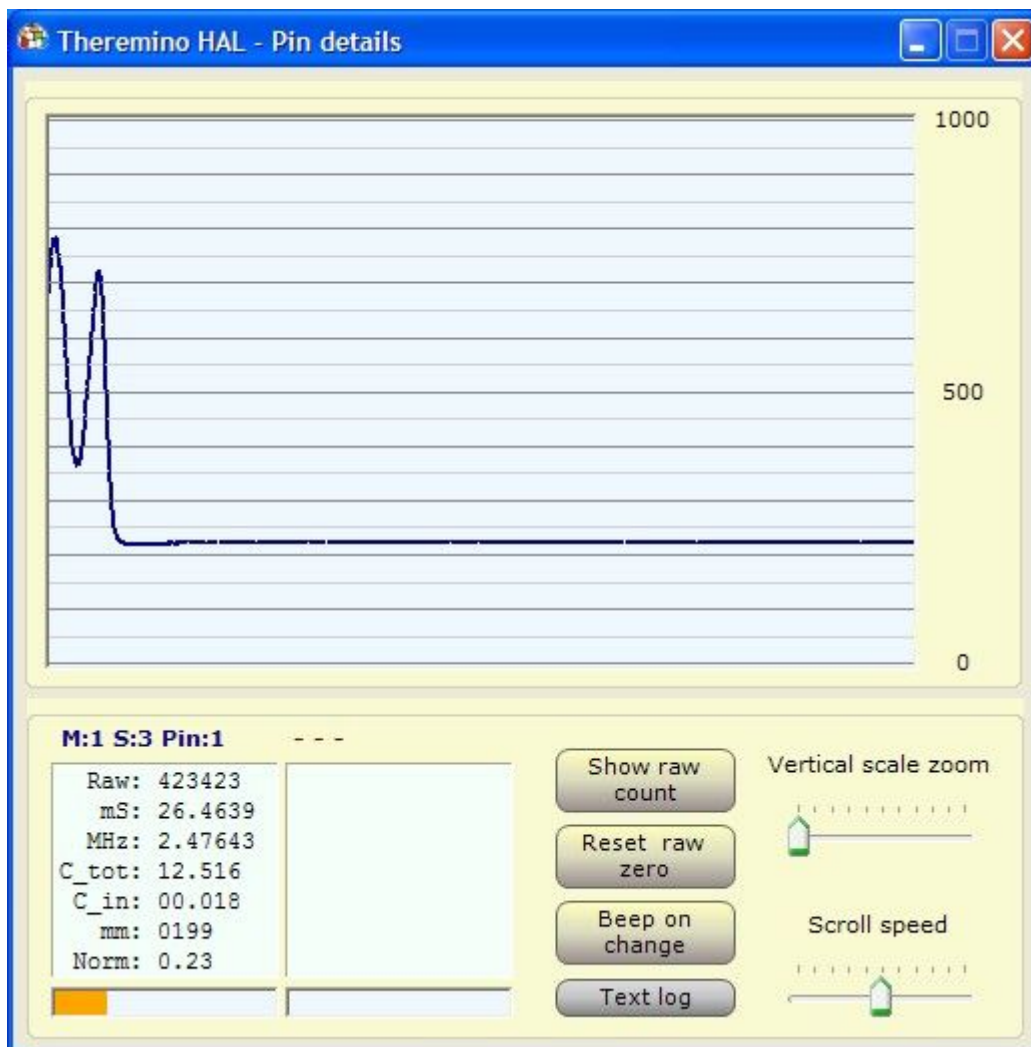 Theremino HAL - Pin details
1000
500
0
M:1 S:3 Pin:1 - - -
Raw: 423423
mS: 26.4639
MHz: 2.47643
C_tot: 12.516
C_in: 00.018
mm: 0199
Norm: 0.23
Show raw
count
Reset raw
zero
Beep on
change
Text log
Vertical scale zoom
Scroll speed